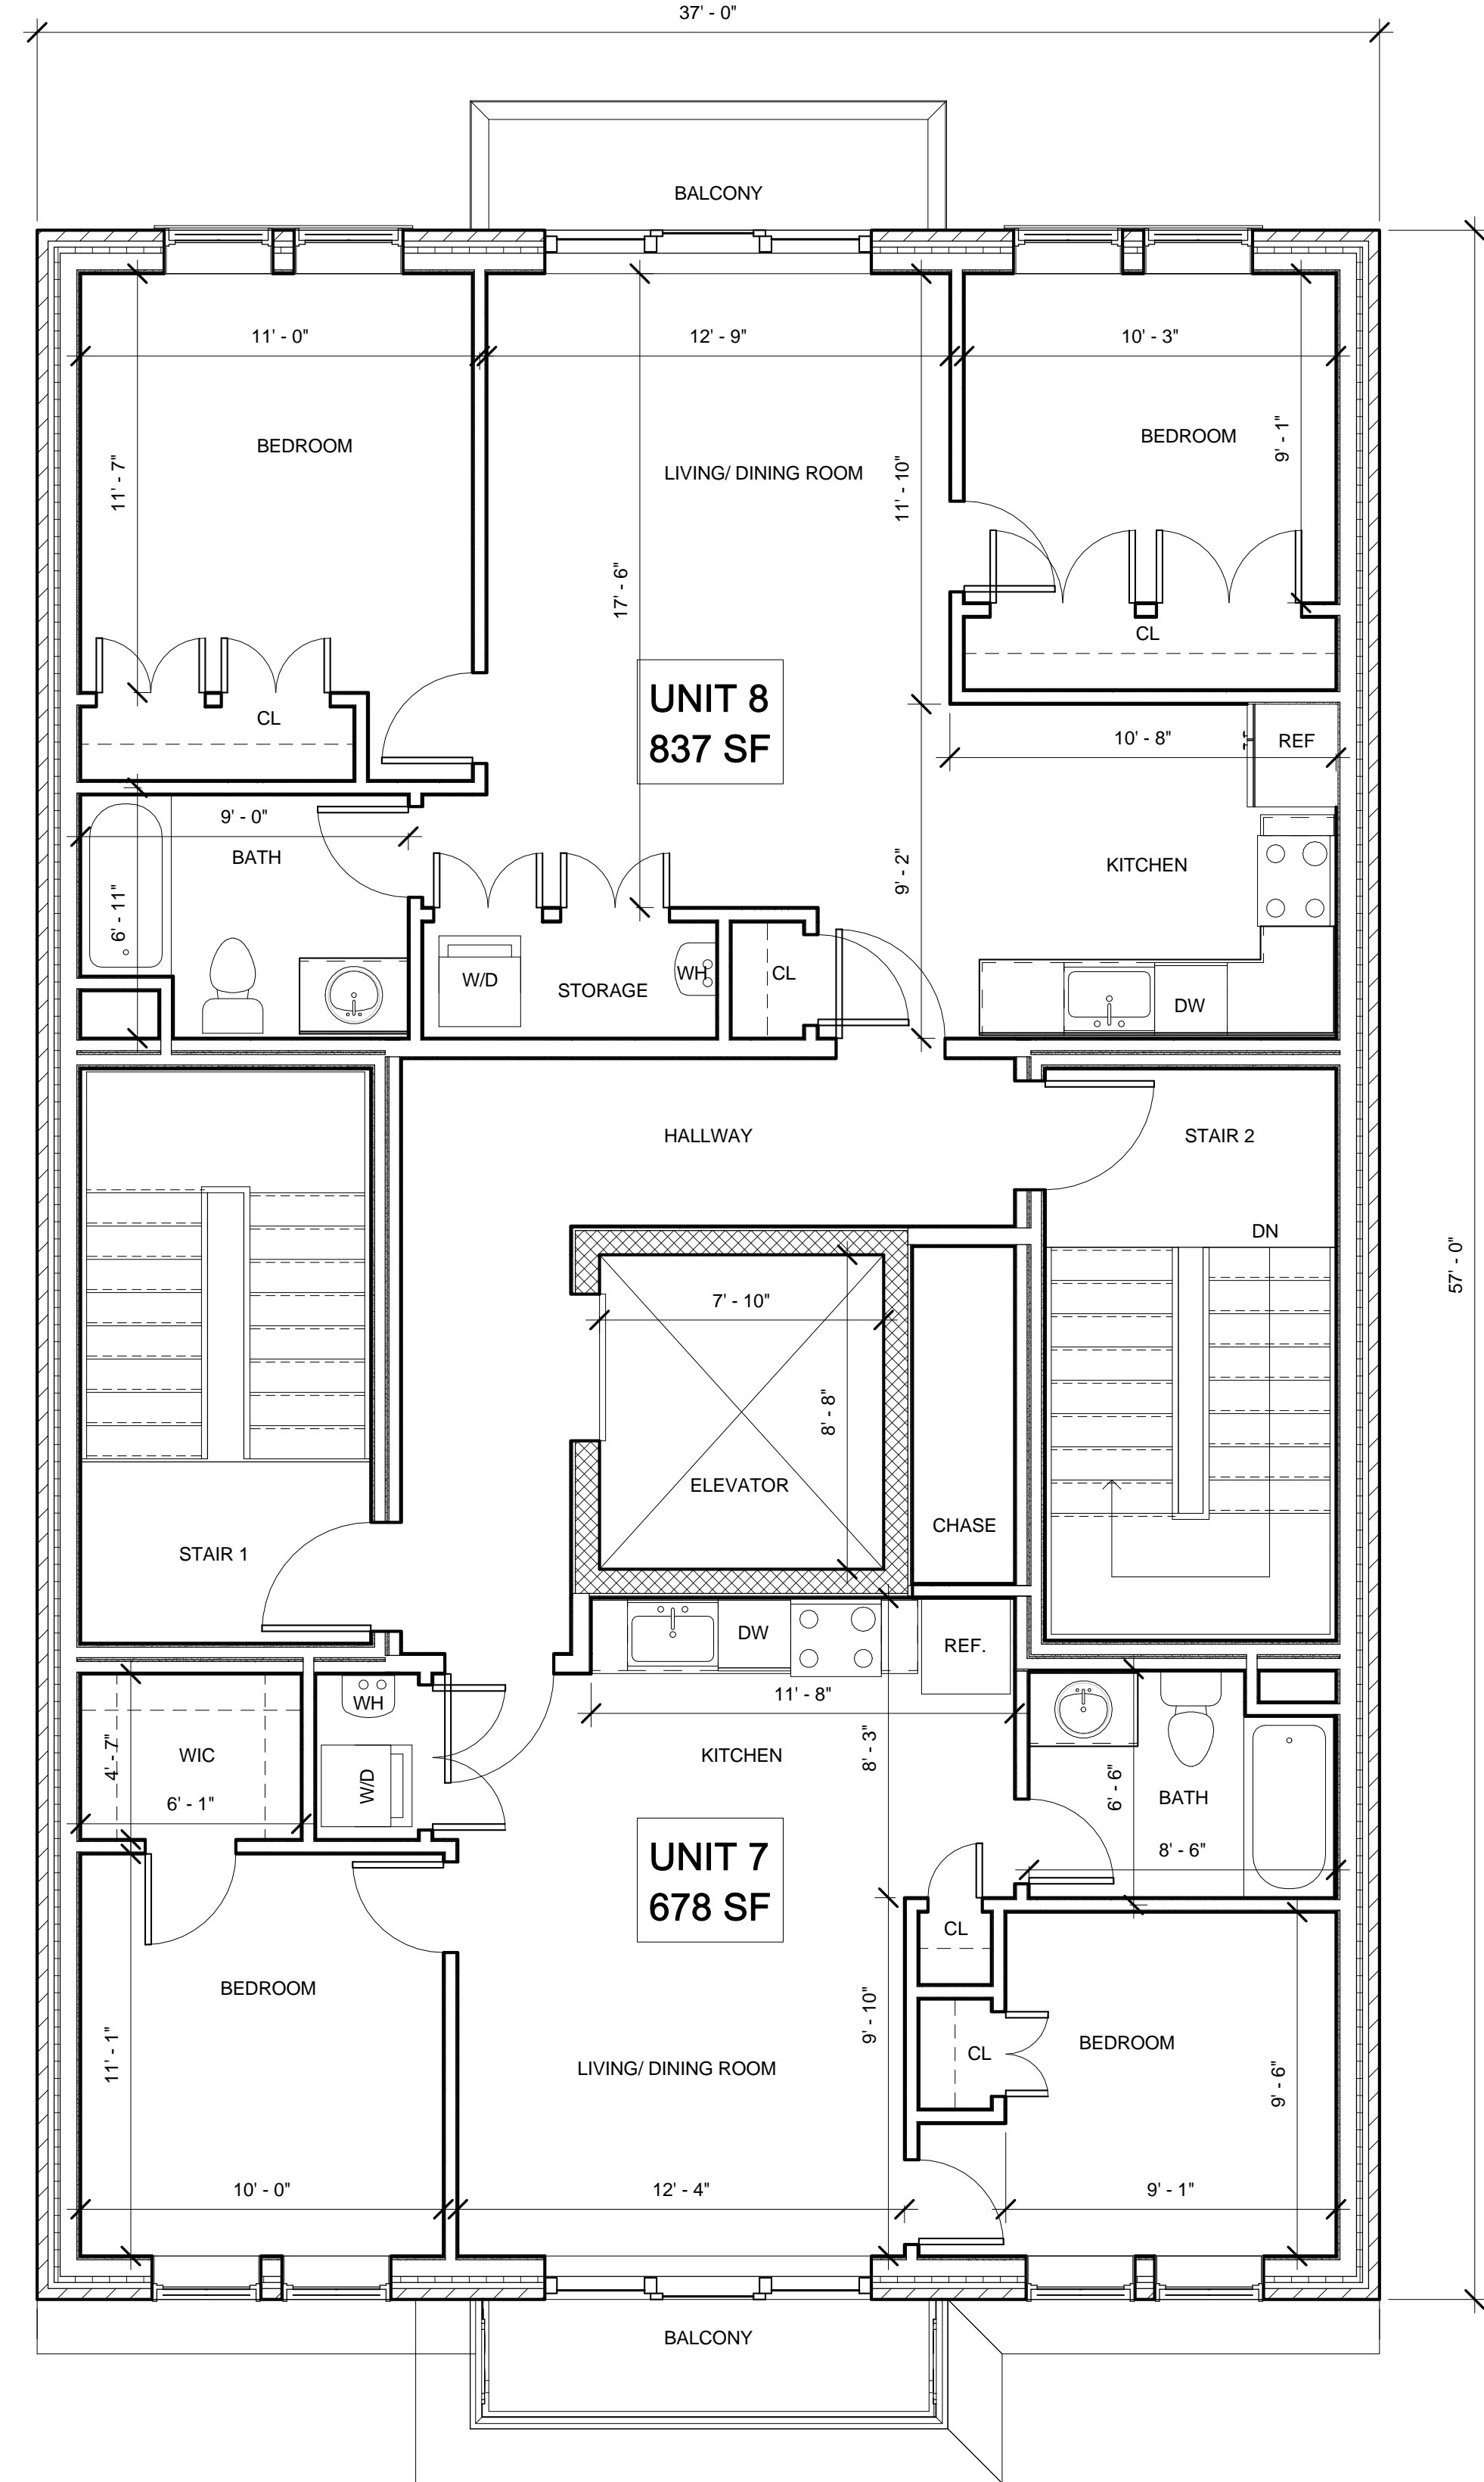 37' - 0"
BALCONY
11' - 0"
12' - 9"
10' - 3"
BEDROOM
LIVING/ DINING ROOM
BEDROOM
11' - 7"
11' - 10"
9' - 1"
17' - 6"
CL
UNIT 8
837 SF
CL
10' - 8"
REF
9' - 0"
BATH
6' - 11"
9' - 2"
KITCHEN
W/D
STORAGE
WH
CL
DW
HALLWAY
STAIR 2
DN
57' - 0"
7' - 10"
8' - 8"
ELEVATOR
CHASE
STAIR 1
DW
REF.
WH
11' - 8"
WIC
4' - 7"
6' - 1"
W/D
KITCHEN
8' - 3"
6' - 6"
BATH
8' - 6"
UNIT 7
678 SF
CL
BEDROOM
11' - 1"
9' - 10"
LIVING/ DINING ROOM
CL
BEDROOM
9' - 6"
10' - 0"
12' - 4"
9' - 1"
BALCONY